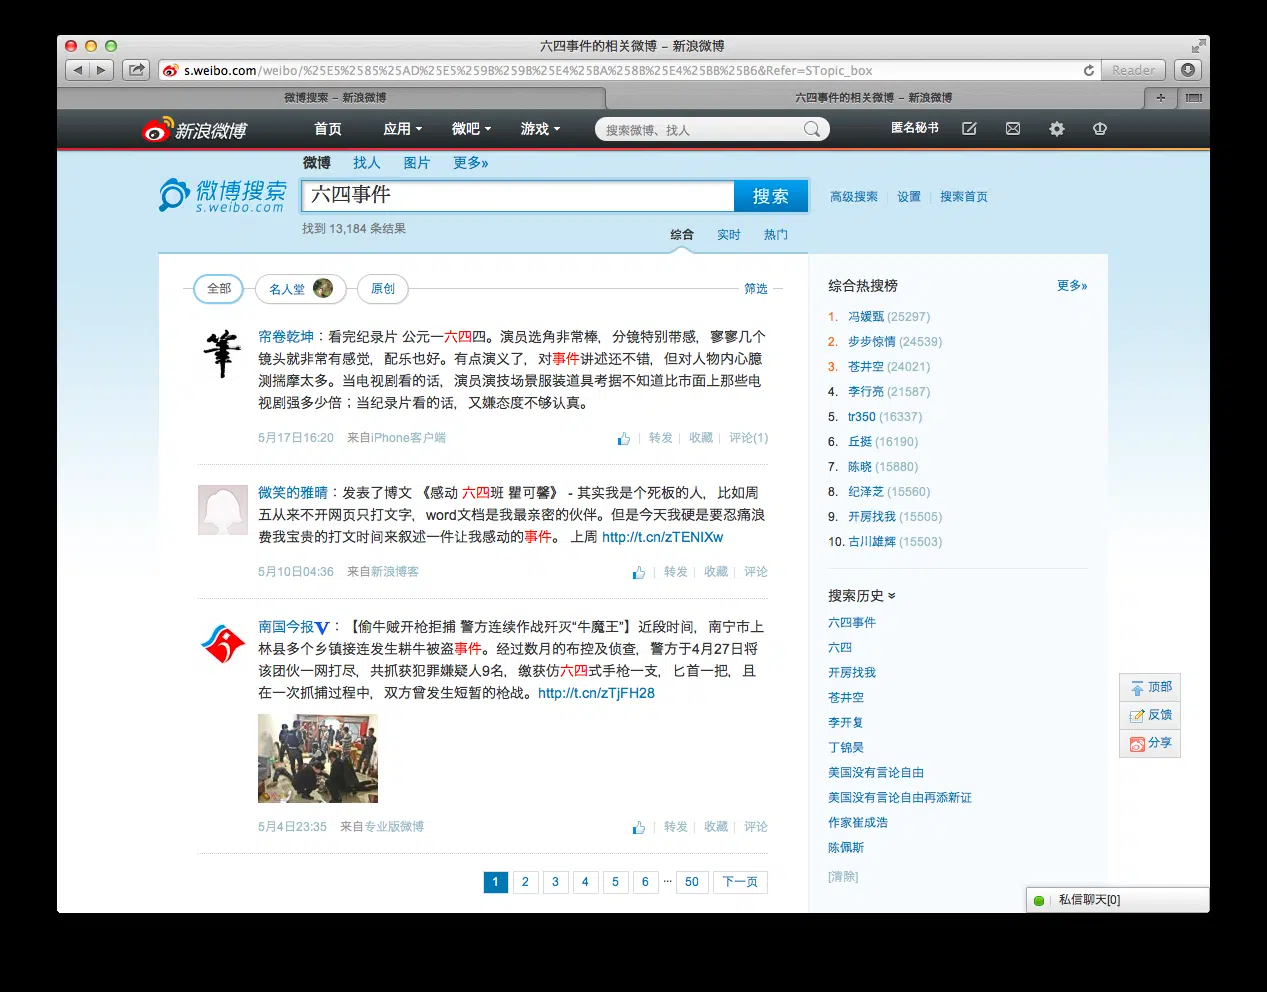 六四事件的相关微博 – 新浪微博
s.weibo.com/weibo/%25E5%2585%25AD%25E5%259B%259B%25E4%25BA%258B%25E4%25BB%25B6&Refer=STopic_box
Reader
微博搜索 – 新浪微博
六四事件的相关微博 – 新浪微博
新浪微博
首页
应用
微吧
游戏
搜索微博、找人
匿名秘书
微博
找人
图片
更多»
微博搜索
s.weibo.com
六四事件
搜索
高级搜索
设置
搜索首页
找到 13,184 条结果
综合
实时
热门
全部
名人堂
原创
筛选
帘卷乾坤：看完纪录片 公元一六四四。演员选角非常棒，分镜特别带感，寥寥几个
镜头就非常有感觉，配乐也好。有点演义了，对事件讲述还不错，但对人物内心臆
测揣摩太多。当电视剧看的话，演员演技场景服装道具考据不知道比市面上那些电
视剧强多少倍；当纪录片看的话，又嫌态度不够认真。
5月17日16:20 来自iPhone客户端
转发
收藏
评论(1)
微笑的雅晴：发表了博文 《感动 六四班 瞿可馨》 - 其实我是个死板的人，比如周
五从来不开网页只打文字，word文档是我最亲密的伙伴。但是今天我硬是要忍痛浪
费我宝贵的打文时间来叙述一件让我感动的事件。 上周 http://t.cn/zTENIXw
5月10日04:36 来自新浪博客
转发
收藏
评论
南国今报V：【偷牛贼开枪拒捕 警方连续作战歼灭“牛魔王”】近段时间，南宁市上
林县多个乡镇接连发生耕牛被盗事件。经过数月的布控及侦查，警方于4月27日将
该团伙一网打尽，共抓获犯罪嫌疑人9名，缴获仿六四式手枪一支，匕首一把，且
在一次抓捕过程中，双方曾发生短暂的枪战。http://t.cn/zTjFH28
5月4日23:35 来自专业版微博
转发
收藏
评论
1
2
3
4
5
6
...
50
下一页
综合热搜榜
更多»
1. 冯媛甄 (25297)
2. 步步惊情 (24539)
3. 苍井空 (24021)
4. 李行亮 (21587)
5. tr350 (16337)
6. 丘挺 (16190)
7. 陈晓 (15880)
8. 纪泽芝 (15560)
9. 开房找我 (15505)
10. 古川雄辉 (15503)
搜索历史
六四事件
六四
开房找我
苍井空
李开复
丁锦昊
美国没有言论自由
美国没有言论自由再添新证
作家崔成浩
陈佩斯
[清除]
顶部
反馈
分享
私信聊天[0]